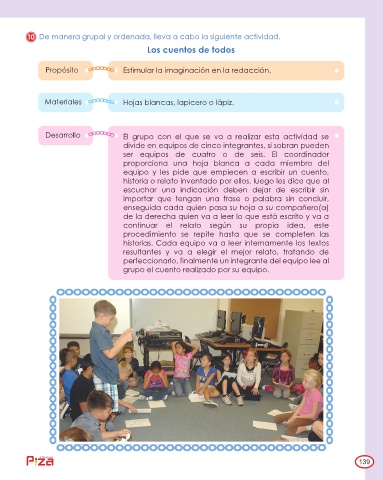 10 De manera grupal y ordenada, lleva a cabo la siguiente actividad.
Los cuentos de todos
Propósito
Estimular la imaginación en la redacción.
Materiales
Hojas blancas, lapicero o lápiz.
Desarrollo
El grupo con el que se va a realizar esta actividad se
divide en equipos de cinco integrantes, si sobran pueden
ser equipos de cuatro o de seis. El coordinador
proporciona una hoja blanca a cada miembro del
equipo y les pide que empiecen a escribir un cuento,
historia o relato inventado por ellos, luego les dice que al
escuchar una indicación deben dejar de escribir sin
importar que tengan una frase o palabra sin concluir,
enseguida cada quien pasa su hoja a su compañero(a)
de la derecha quien va a leer lo que está escrito y va a
continuar el relato según su propia idea, este
procedimiento se repite hasta que se completen las
historias. Cada equipo va a leer internamente los textos
resultantes y va a elegir el mejor relato, tratando de
perfeccionarlo, finalmente un integrante del equipo lee al
grupo el cuento realizado por su equipo.
139